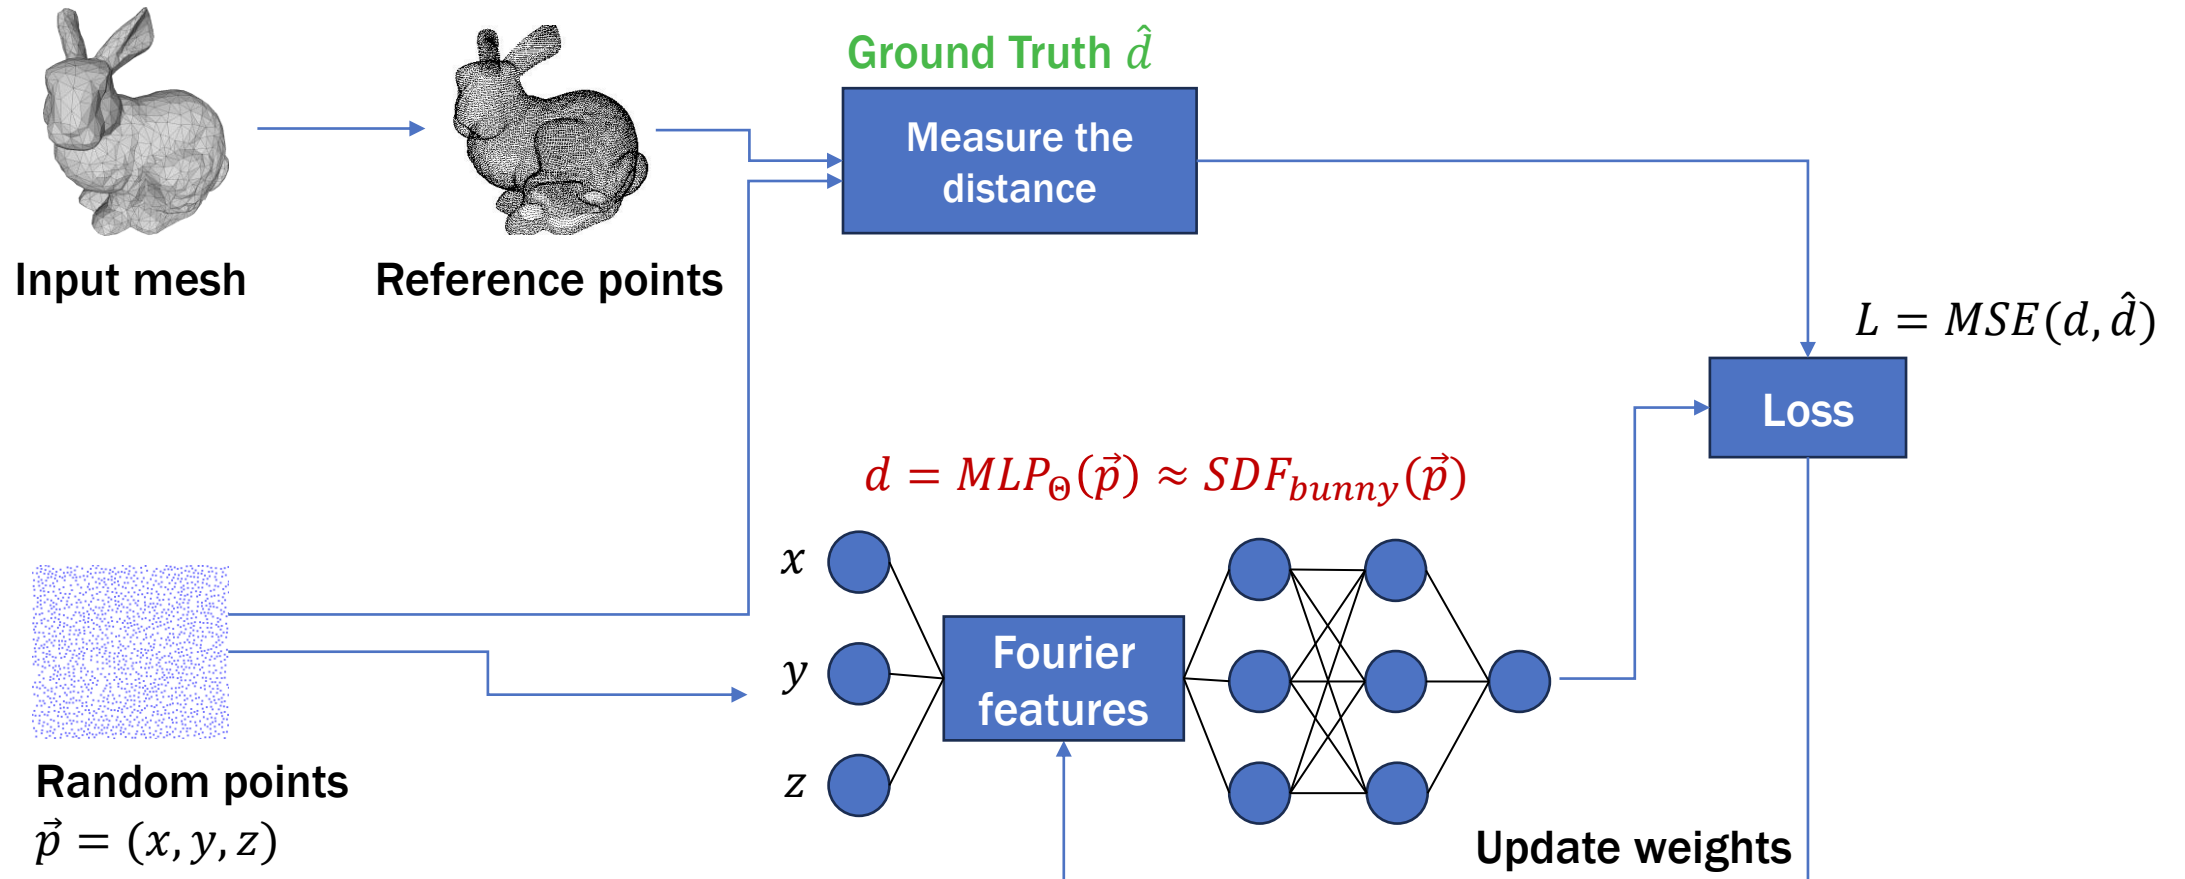 Ground Truth d̂
Measure the
distance
Input mesh
Reference points
L = MSE(d, d̂)
Loss
d = MLP_Θ(p⃗) ≈ SDF_bunny(p⃗)
x
y
z
Fourier
features
Random points
p⃗ = (x, y, z)
Update weights